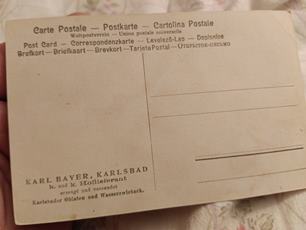 Carte Postale — Postkarte — Cartolina Postale
Weltpostverein — Union postale universelle
Post Card — Correspondenzkarte — Levelező-Lap — Dopisnice
Brefkort — Briefkaart — Brevkort — Tarjeta Postal —
KARL BAYER, KARLSBAD
k. und k. Hoflieferant
erzeugt und versendet
Karlsbader Oblaten und Wasserzwieback.